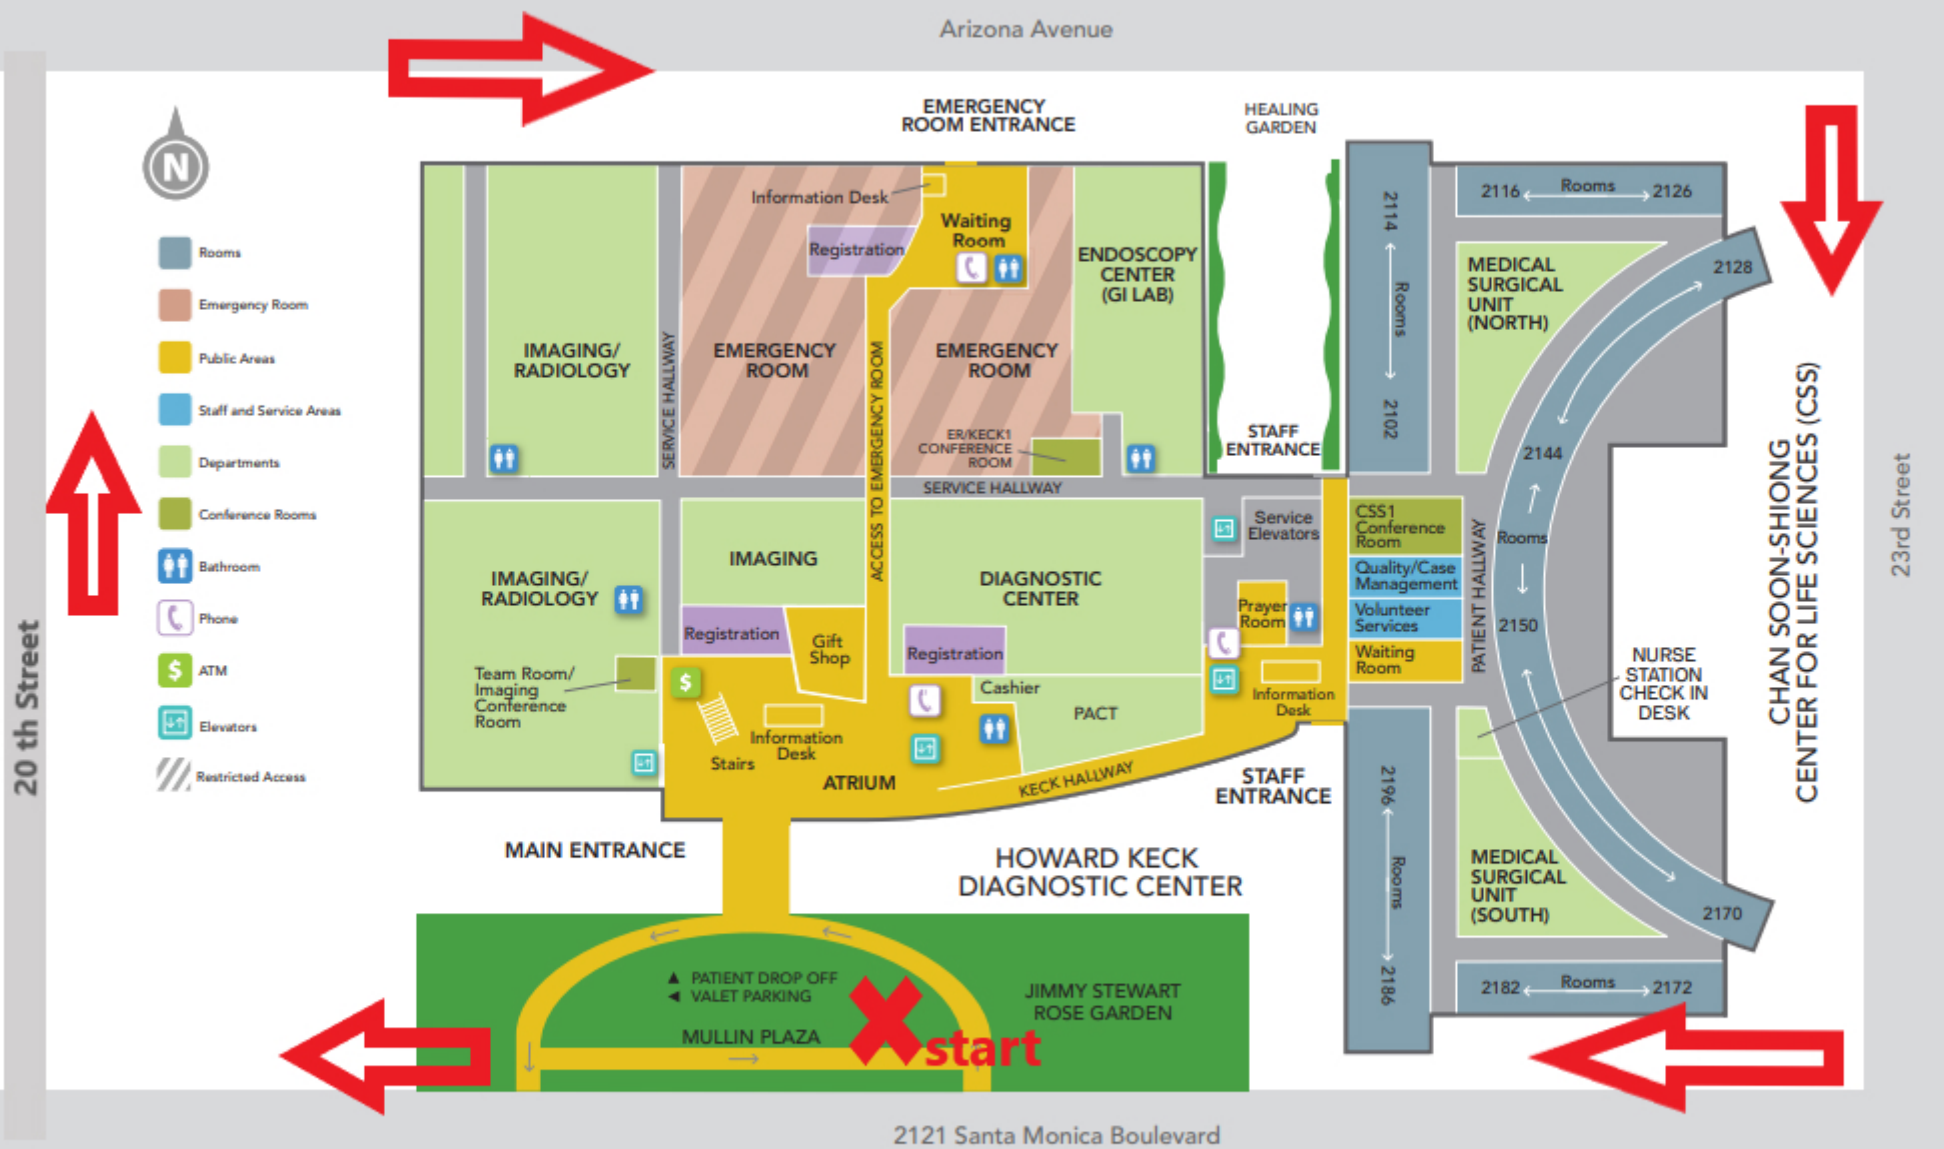 Arizona Avenue
EMERGENCY
ROOM ENTRANCE
HEALING
GARDEN
N
Rooms
Emergency Room
Public Areas
Staff and Service Areas
Departments
Conference Rooms
Bathroom
Phone
$
ATM
Elevators
Restricted Access
20 th Street
Information Desk
Registration
Waiting
Room
ENDOSCOPY
CENTER
(GI LAB)
IMAGING/
RADIOLOGY
SERVICE HALLWAY
EMERGENCY
ROOM
ACCESS TO EMERGENCY ROOM
EMERGENCY
ROOM
ER/KECK1
CONFERENCE
ROOM
STAFF
ENTRANCE
SERVICE HALLWAY
2114
Rooms
2102
2116
Rooms
2126
MEDICAL
SURGICAL
UNIT
(NORTH)
2128
2144
Rooms
2150
IMAGING/
RADIOLOGY
IMAGING
DIAGNOSTIC
CENTER
Service
Elevators
CSS1
Conference
Room
Quality/Case
Management
Volunteer
Services
Waiting
Room
PATIENT HALLWAY
Prayer
Room
Registration
Gift
Shop
Registration
Cashier
PACT
Information
Desk
Team Room/
Imaging
Conference
Room
$
Stairs
Information
Desk
ATRIUM
KECK HALLWAY
STAFF
ENTRANCE
NURSE
STATION
CHECK IN
DESK
CHAN SOON-SHIONG
CENTER FOR LIFE SCIENCES (CSS)
23rd Street
2196
Rooms
2186
MEDICAL
SURGICAL
UNIT
(SOUTH)
2170
2182
Rooms
2172
MAIN ENTRANCE
HOWARD KECK
DIAGNOSTIC CENTER
PATIENT DROP OFF
VALET PARKING
MULLIN PLAZA
JIMMY STEWART
ROSE GARDEN
start
2121 Santa Monica Boulevard